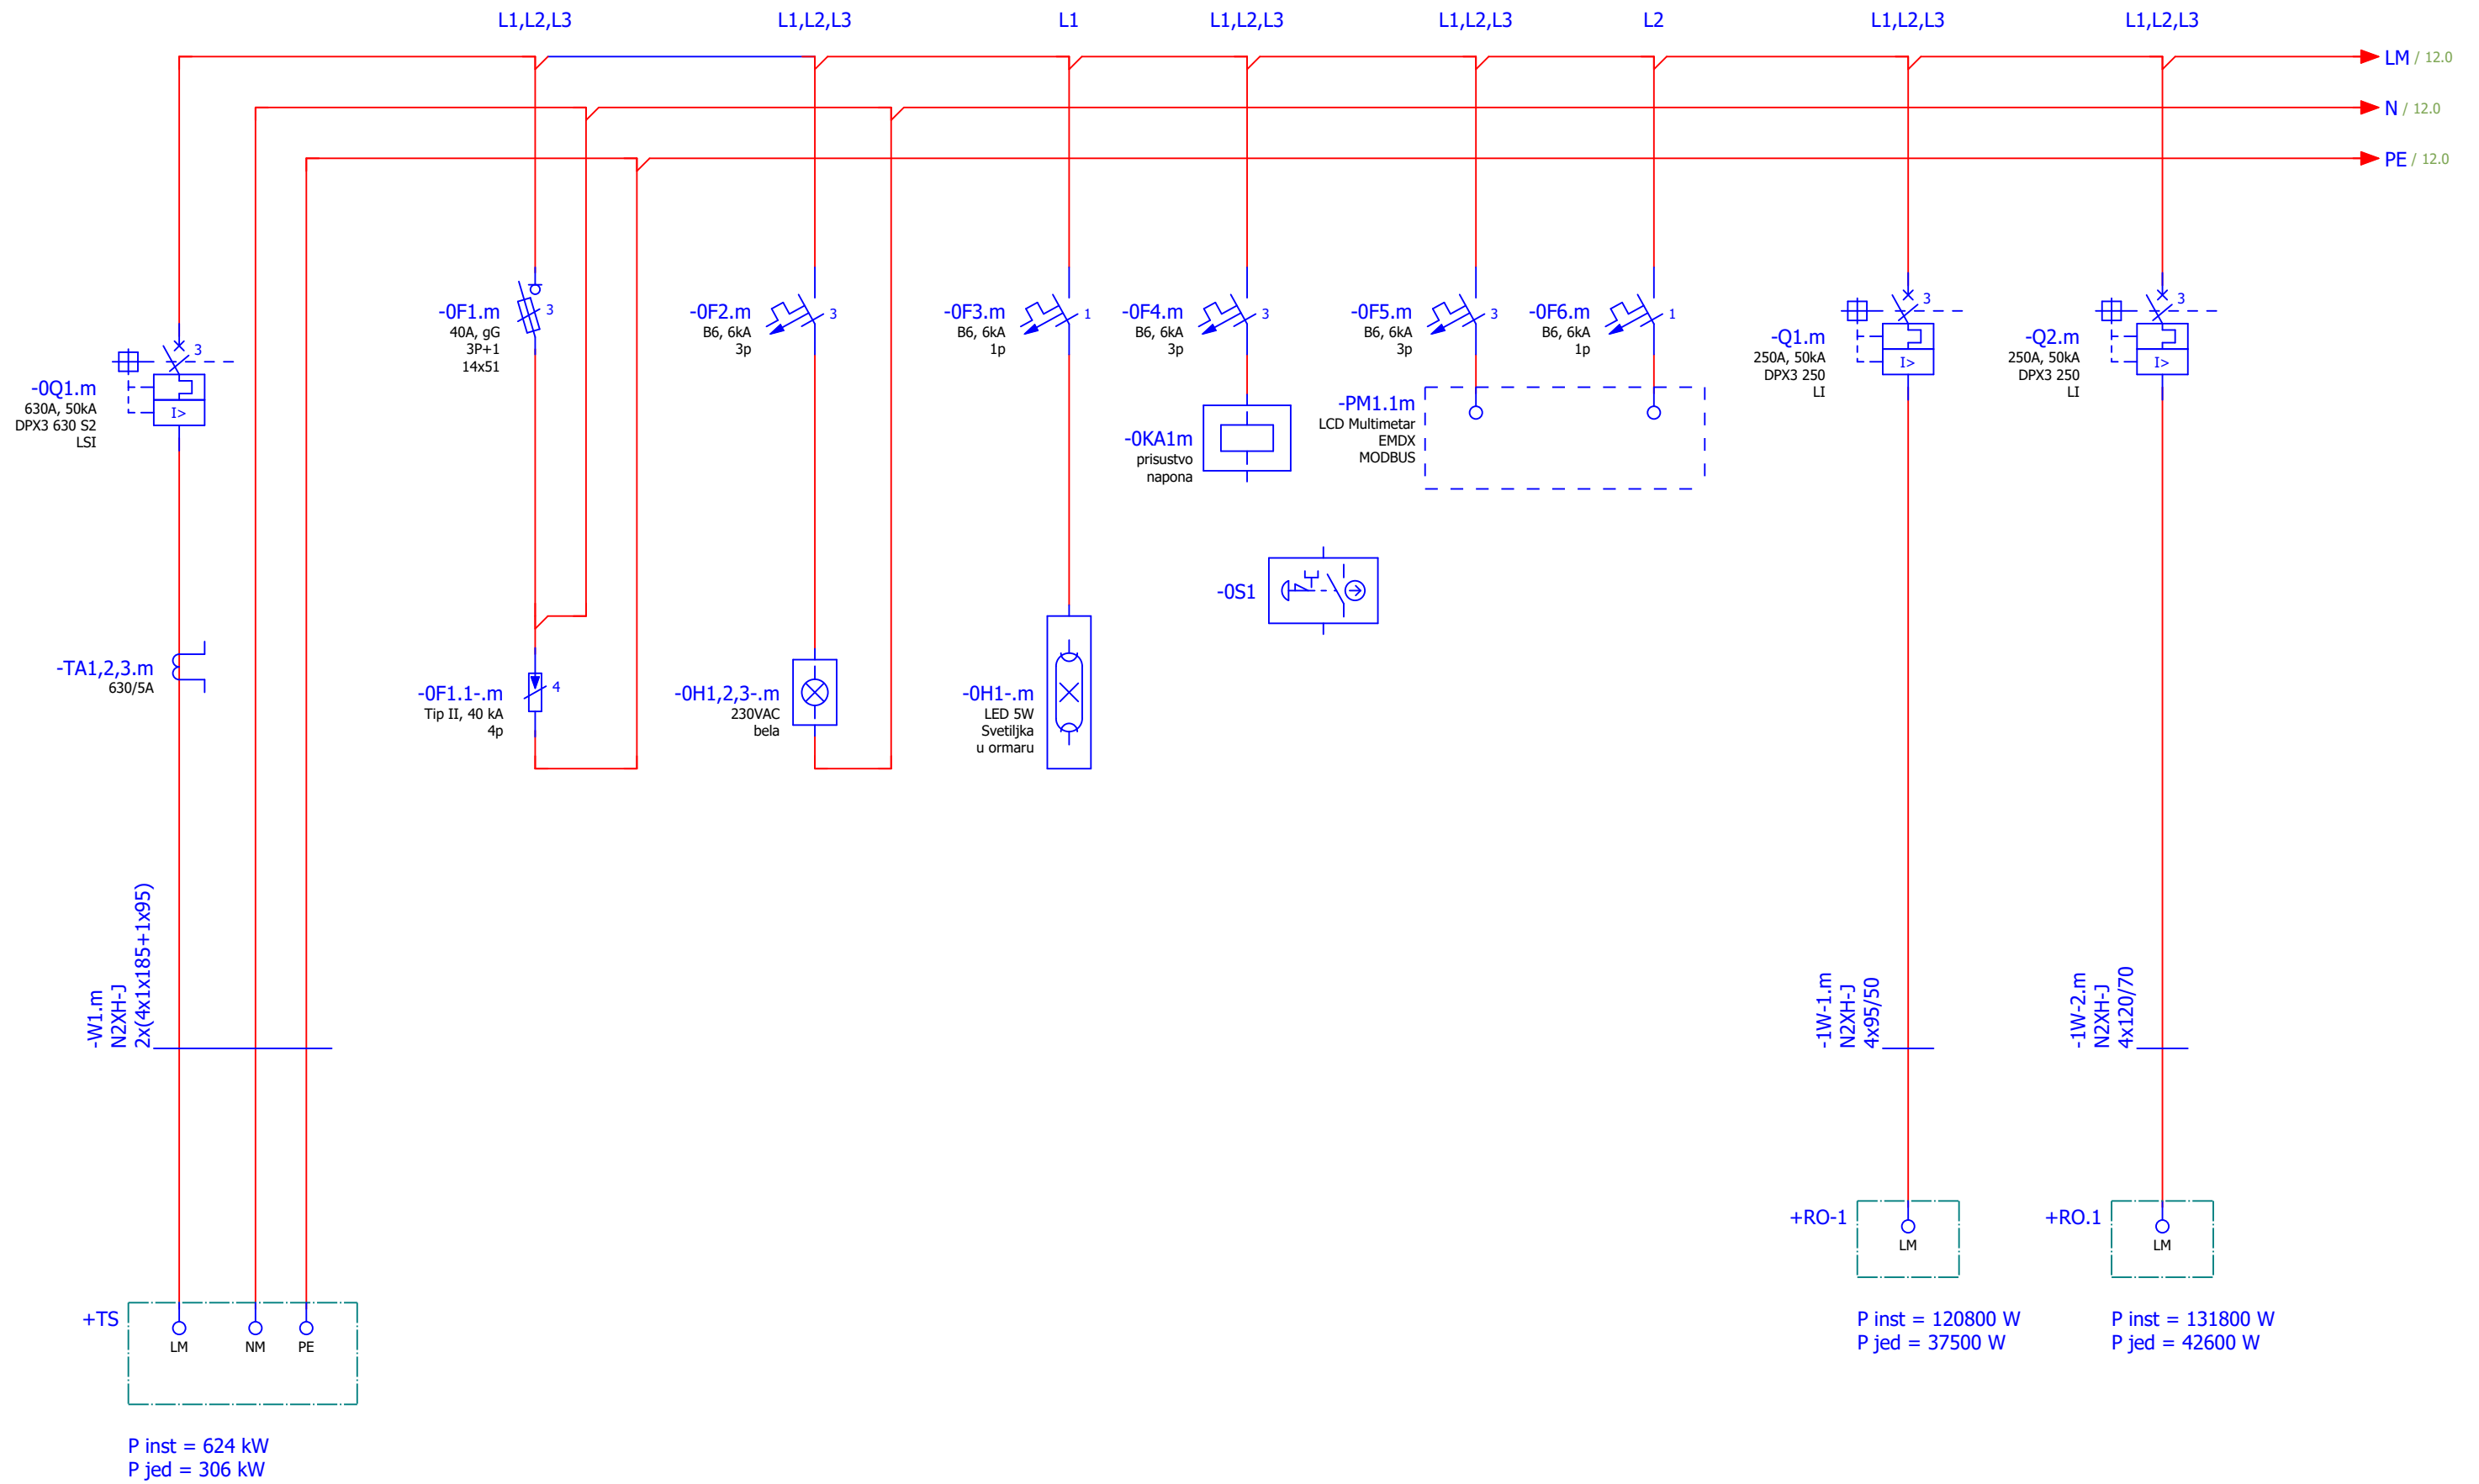 L1,L2,L3
L1,L2,L3
L1
L1,L2,L3
L1,L2,L3
L2
L1,L2,L3
L1,L2,L3
LM / 12.0
N / 12.0
PE / 12.0
-0Q1.m
630A, 50kA
DPX3 630 S2
LSI
3
I>
-0F1.m
40A, gG
3P+1
14x51
3
-0F2.m
B6, 6kA
3p
3
-0F3.m
B6, 6kA
1p
1
-0F4.m
B6, 6kA
3p
3
-0F5.m
B6, 6kA
3p
3
-0F6.m
B6, 6kA
1p
1
-Q1.m
250A, 50kA
DPX3 250
LI
3
I>
-Q2.m
250A, 50kA
DPX3 250
LI
3
I>
-0KA1m
prisustvo
napona
-PM1.1m
LCD Multimetar
EMDX
MODBUS
-0S1
-TA1,2,3.m
630/5A
-0F1.1-.m
Tip II, 40 kA
4p
4
-0H1,2,3-.m
230VAC
bela
-0H1-.m
LED 5W
Svetiljka
u ormaru
-W1.m
N2XH-J
2x(4x1x185+1x95)
-1W-1.m
N2XH-J
4x95/50
-1W-2.m
N2XH-J
4x120/70
+RO-1
LM
P inst = 120800 W
P jed = 37500 W
+RO.1
LM
P inst = 131800 W
P jed = 42600 W
+TS
LM
NM
PE
P inst = 624 kW
P jed = 306 kW